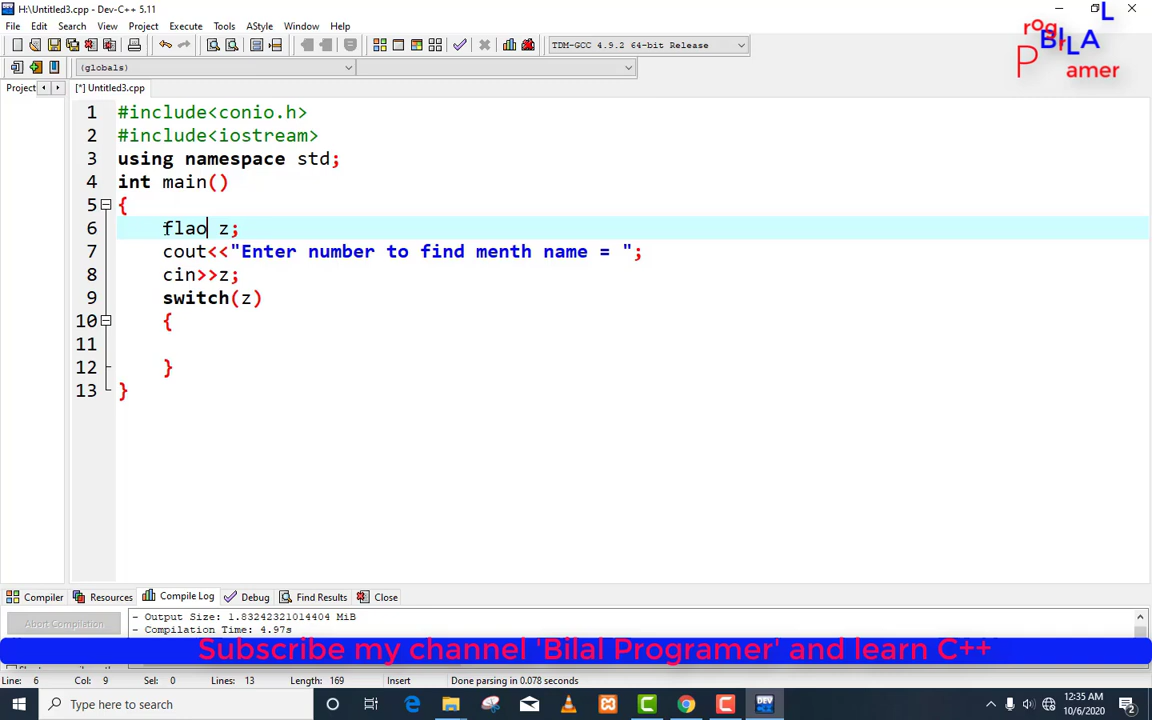 H:\Untitled3.cpp - Dev-C++ 5.11
File Edit Search View Project Execute Tools AStyle Window Help
TDM-GCC 4.9.2 64-bit Release
(globals)
Project [*] Untitled3.cpp
rogr L
BILAL
P amer
1 #include<conio.h>
2 #include<iostream>
3 using namespace std;
4 int main()
5 {
6 flao z;
7 cout<<"Enter number to find menth name = ";
8 cin>>z;
9 switch(z)
10 {
11
12 }
13 }
Compiler Resources Compile Log Debug Find Results Close
Abort Compilation
- Output Size: 1.83242321014404 MiB
- Compilation Time: 4.97s
Subscribe my channel 'Bilal Programer' and learn C++
Line: 6 Col: 9 Sel: 0 Lines: 13 Length: 169 Insert Done parsing in 0.078 seconds
Type here to search
DEV
12:35 AM
10/6/2020
2